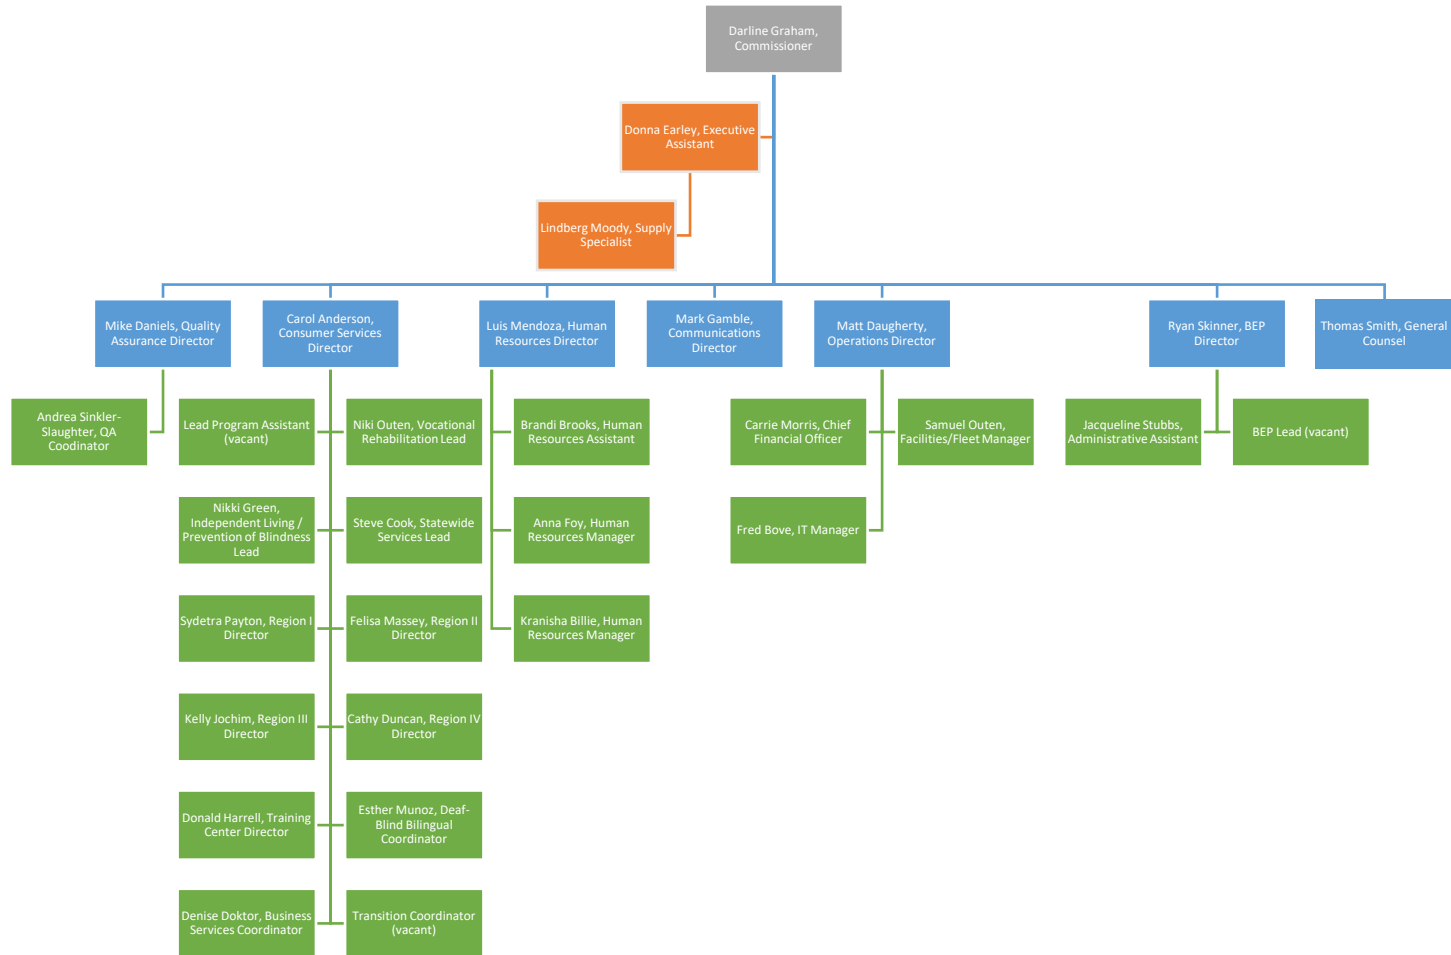 Darline Graham,
Commissioner
Donna Earley, Executive
Assistant
Lindberg Moody, Supply
Specialist
Mike Daniels, Quality
Assurance Director
Carol Anderson,
Consumer Services
Director
Luis Mendoza, Human
Resources Director
Mark Gamble,
Communications
Director
Matt Daugherty,
Operations Director
Ryan Skinner, BEP
Director
Thomas Smith, General
Counsel
Andrea Sinkler-
Slaughter, QA
Coodinator
Lead Program Assistant
(vacant)
Niki Outen, Vocational
Rehabilitation Lead
Brandi Brooks, Human
Resources Assistant
Carrie Morris, Chief
Financial Officer
Samuel Outen,
Facilities/Fleet Manager
Jacqueline Stubbs,
Administrative Assistant
BEP Lead (vacant)
Nikki Green,
Independent Living /
Prevention of Blindness
Lead
Steve Cook, Statewide
Services Lead
Anna Foy, Human
Resources Manager
Fred Bove, IT Manager
Sydetra Payton, Region I
Director
Felisa Massey, Region II
Director
Kranisha Billie, Human
Resources Manager
Kelly Jochim, Region III
Director
Cathy Duncan, Region IV
Director
Donald Harrell, Training
Center Director
Esther Munoz, Deaf-
Blind Bilingual
Coordinator
Denise Doktor, Business
Services Coordinator
Transition Coordinator
(vacant)